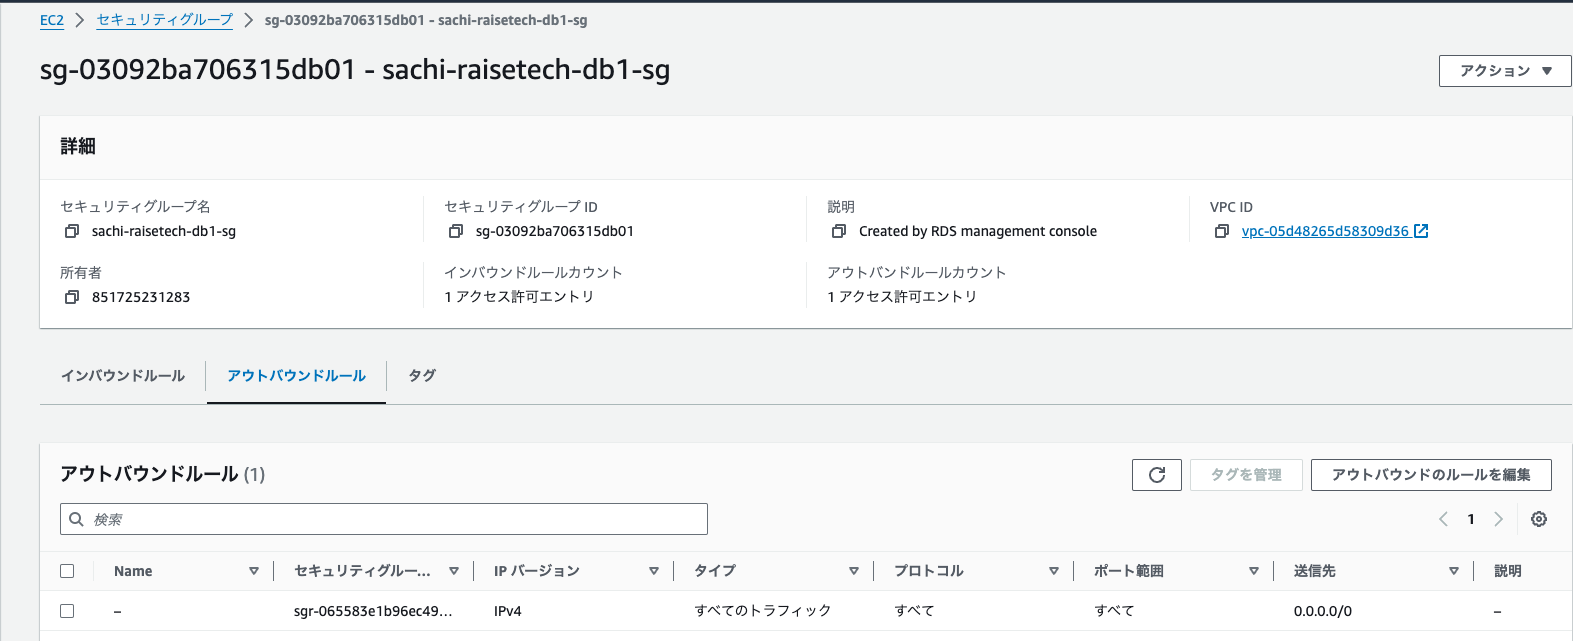 EC2 > セキュリティグループ > sg-03092ba706315db01 - sachi-raisetech-db1-sg
sg-03092ba706315db01 - sachi-raisetech-db1-sg
アクション
詳細
セキュリティグループ名
sachi-raisetech-db1-sg
セキュリティグループ ID
sg-03092ba706315db01
説明
Created by RDS management console
VPC ID
vpc-05d48265d58309d36
所有者
851725231283
インバウンドルールカウント
1 アクセス許可エントリ
アウトバンドルールカウント
1 アクセス許可エントリ
インバウンドルール アウトバウンドルール タグ
アウトバウンドルール (1)
タグを管理 アウトバウンドのルールを編集
検索
1
Name セキュリティグルー... IP バージョン タイプ プロトコル ポート範囲 送信先 説明
– sgr-065583e1b96ec49... IPv4 すべてのトラフィック すべて すべて 0.0.0.0/0 –